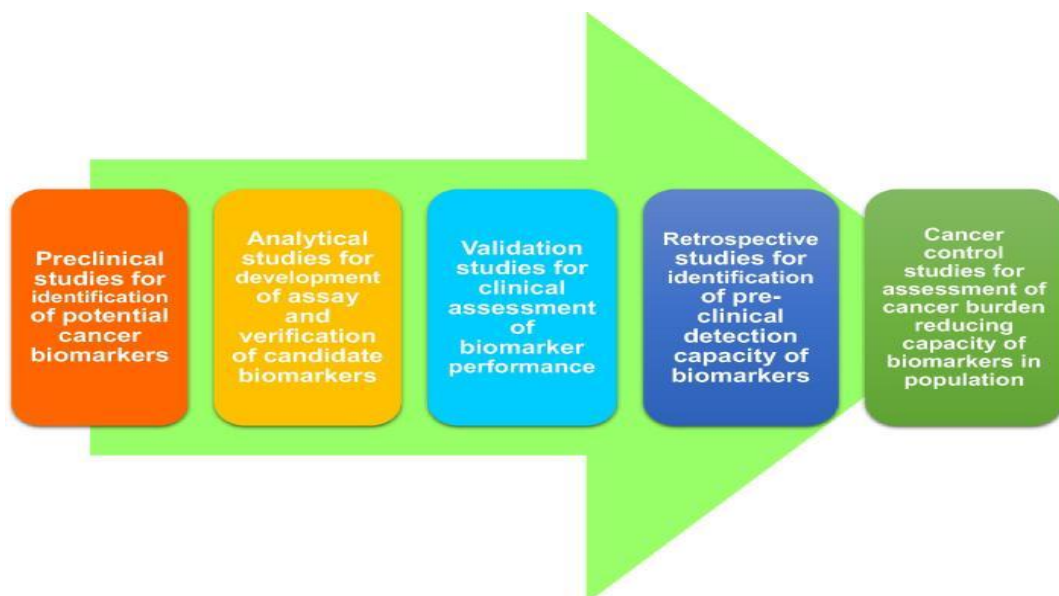 Preclinical
studies for
identification
of potential
cancer
biomarkers
Analytical
studies for
development
of assay
and
verification
of candidate
biomarkers
Validation
studies for
clinical
assessment
of
biomarker
performance
Retrospective
studies for
identification
of pre-
clinical
detection
capacity of
biomarkers
Cancer
control
studies for
assessment of
cancer burden
reducing
capacity of
biomarkers in
population